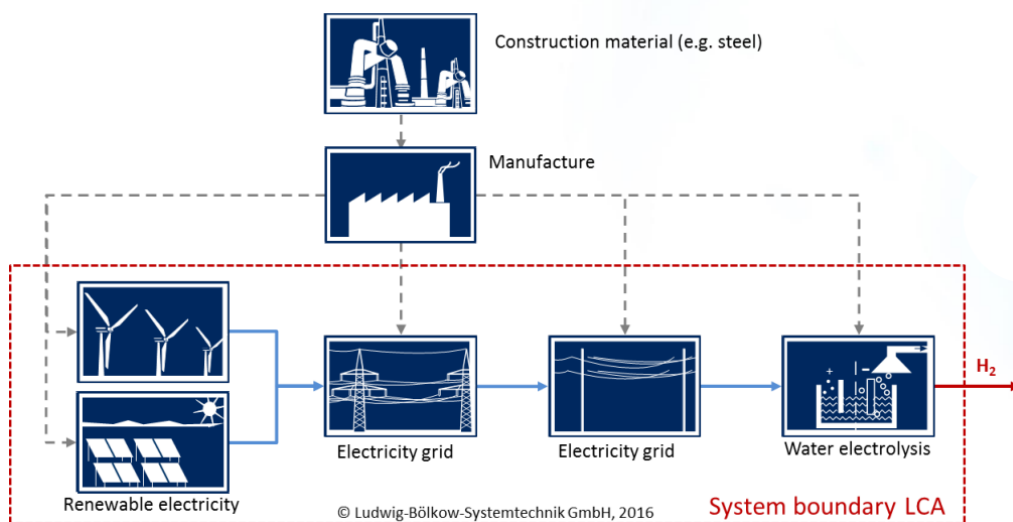 Construction material (e.g. steel)
Manufacture
H₂
Electricity grid
Electricity grid
Water electrolysis
Renewable electricity
© Ludwig-Bölkow-Systemtechnik GmbH, 2016
System boundary LCA